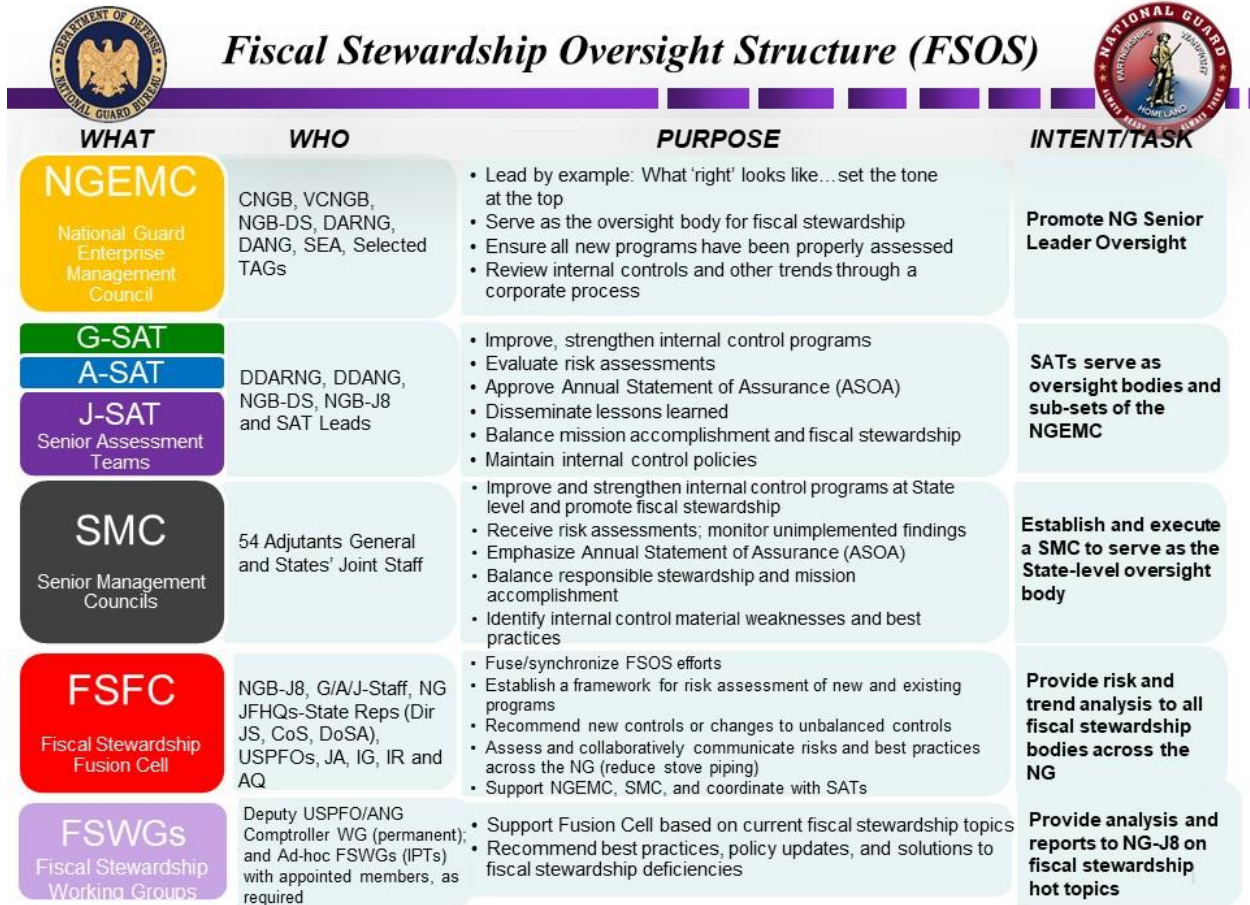 DEPARTMENT OF DEFENSE
NATIONAL GUARD BUREAU
Fiscal Stewardship Oversight Structure (FSOS)
NATIONAL GUARD
PARTNERSHIPS
WARFIGHT
HOMELAND
ALWAYS READY
ALWAYS THERE
WHAT
WHO
PURPOSE
INTENT/TASK
NGEMC
National Guard
Enterprise
Management
Council
CNGB, VCNGB,
NGB-DS, DARNG,
DANG, SEA, Selected
TAGs
• Lead by example: What ‘right’ looks like…set the tone
at the top
• Serve as the oversight body for fiscal stewardship
• Ensure all new programs have been properly assessed
• Review internal controls and other trends through a
corporate process
Promote NG Senior
Leader Oversight
G-SAT
A-SAT
J-SAT
Senior Assessment
Teams
DDARNG, DDANG,
NGB-DS, NGB-J8
and SAT Leads
• Improve, strengthen internal control programs
• Evaluate risk assessments
• Approve Annual Statement of Assurance (ASOA)
• Disseminate lessons learned
• Balance mission accomplishment and fiscal stewardship
• Maintain internal control policies
SATs serve as
oversight bodies and
sub-sets of the
NGEMC
SMC
Senior Management
Councils
54 Adjutants General
and States’ Joint Staff
• Improve and strengthen internal control programs at State
level and promote fiscal stewardship
• Receive risk assessments; monitor unimplemented findings
• Emphasize Annual Statement of Assurance (ASOA)
• Balance responsible stewardship and mission
accomplishment
• Identify internal control material weaknesses and best
practices
Establish and execute
a SMC to serve as the
State-level oversight
body
FSFC
Fiscal Stewardship
Fusion Cell
NGB-J8, G/A/J-Staff, NG
JFHQs-State Reps (Dir
JS, CoS, DoSA),
USPFOs, JA, IG, IR and
AQ
• Fuse/synchronize FSOS efforts
• Establish a framework for risk assessment of new and existing
programs
• Recommend new controls or changes to unbalanced controls
• Assess and collaboratively communicate risks and best practices
across the NG (reduce stove piping)
• Support NGEMC, SMC, and coordinate with SATs
Provide risk and
trend analysis to all
fiscal stewardship
bodies across the
NG
FSWGs
Fiscal Stewardship
Working Groups
Deputy USPFO/ANG
Comptroller WG (permanent);
and Ad-hoc FSWGs (IPTs)
with appointed members, as
required
• Support Fusion Cell based on current fiscal stewardship topics
• Recommend best practices, policy updates, and solutions to
fiscal stewardship deficiencies
Provide analysis and
reports to NG-J8 on
fiscal stewardship
hot topics